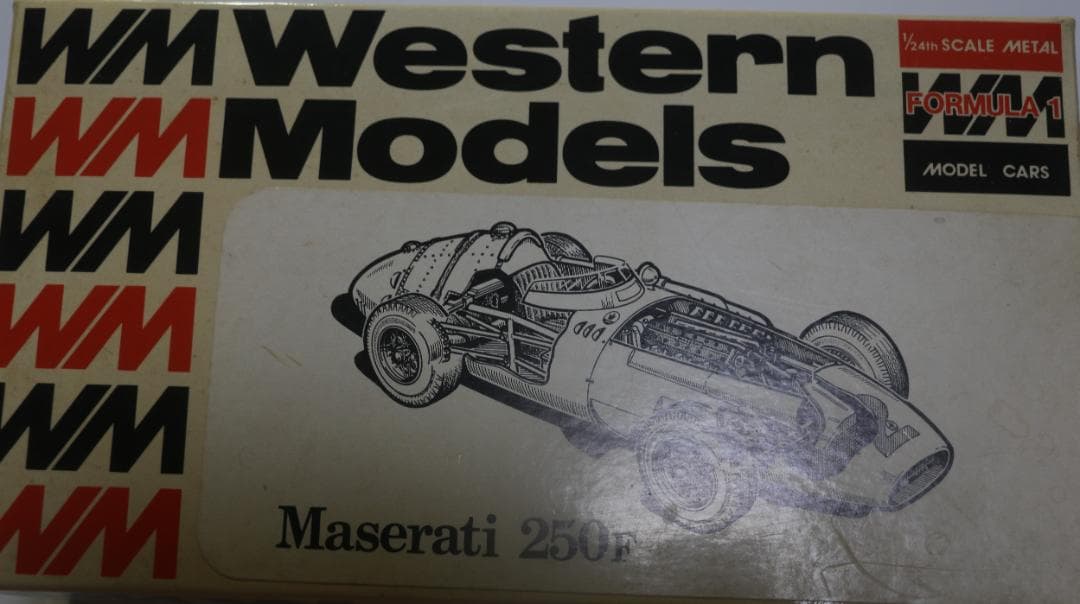 WM Western
WM Models
WM
WM
WM
WM
1/24th SCALE METAL
WM
FORMULA 1
MODEL CARS
Maserati 250F